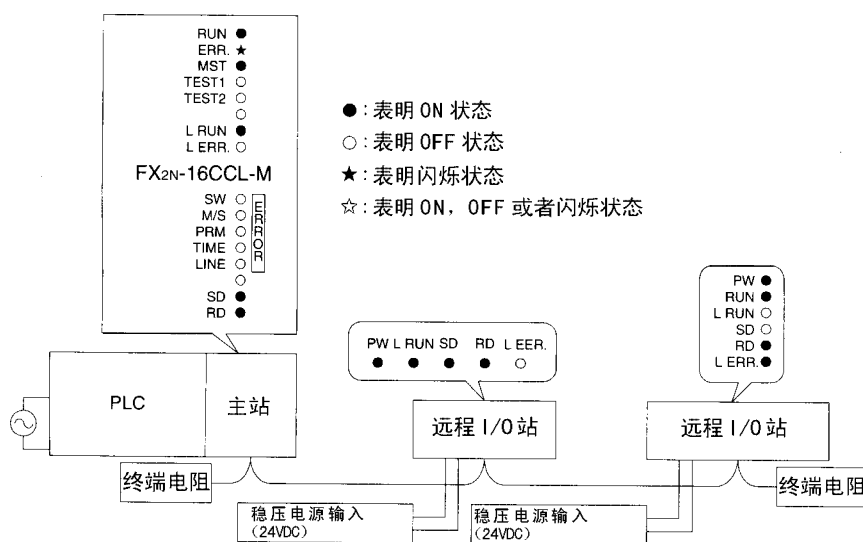 RUN ●
ERR. ★
MST ●
TEST1 ○
TEST2 ○
○
L RUN ●
L ERR. ○
FX2N-16CCL-M
SW ○
M/S ○
PRM ○
TIME ○
LINE ○
○
ERROR
SD ●
RD ●
●:表明 ON 状态
○:表明 OFF 状态
★:表明闪烁状态
☆:表明 ON, OFF 或者闪烁状态
PW ●
RUN ●
L RUN ○
SD ○
RD ●
L ERR. ●
PW L RUN SD RD L EER.
● ● ● ● ○
PLC
主站
远程 I/O 站
远程 I/O 站
终端电阻
终端电阻
稳压电源输入
(24VDC)
稳压电源输入
(24VDC)